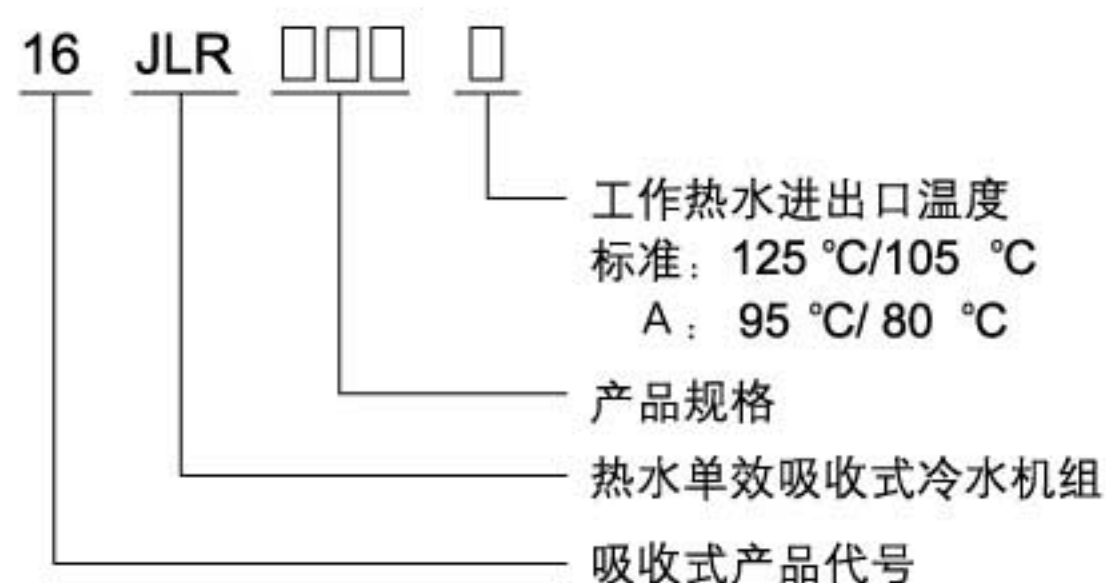 16 JLR □□□ □
工作热水进出口温度
标准：125 °C/105 °C
A：95 °C/ 80 °C
产品规格
热水单效吸收式冷水机组
吸收式产品代号